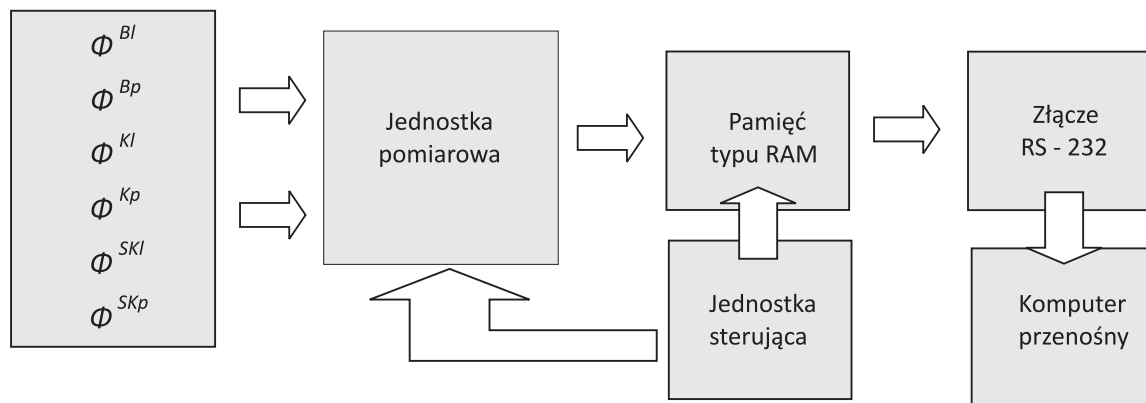 Φ Bl
Φ Bp
Φ Kl
Φ Kp
Φ SKl
Φ SKp
Jednostka
pomiarowa
Pamięć
typu RAM
Złącze
RS - 232
Jednostka
sterująca
Komputer
przenośny